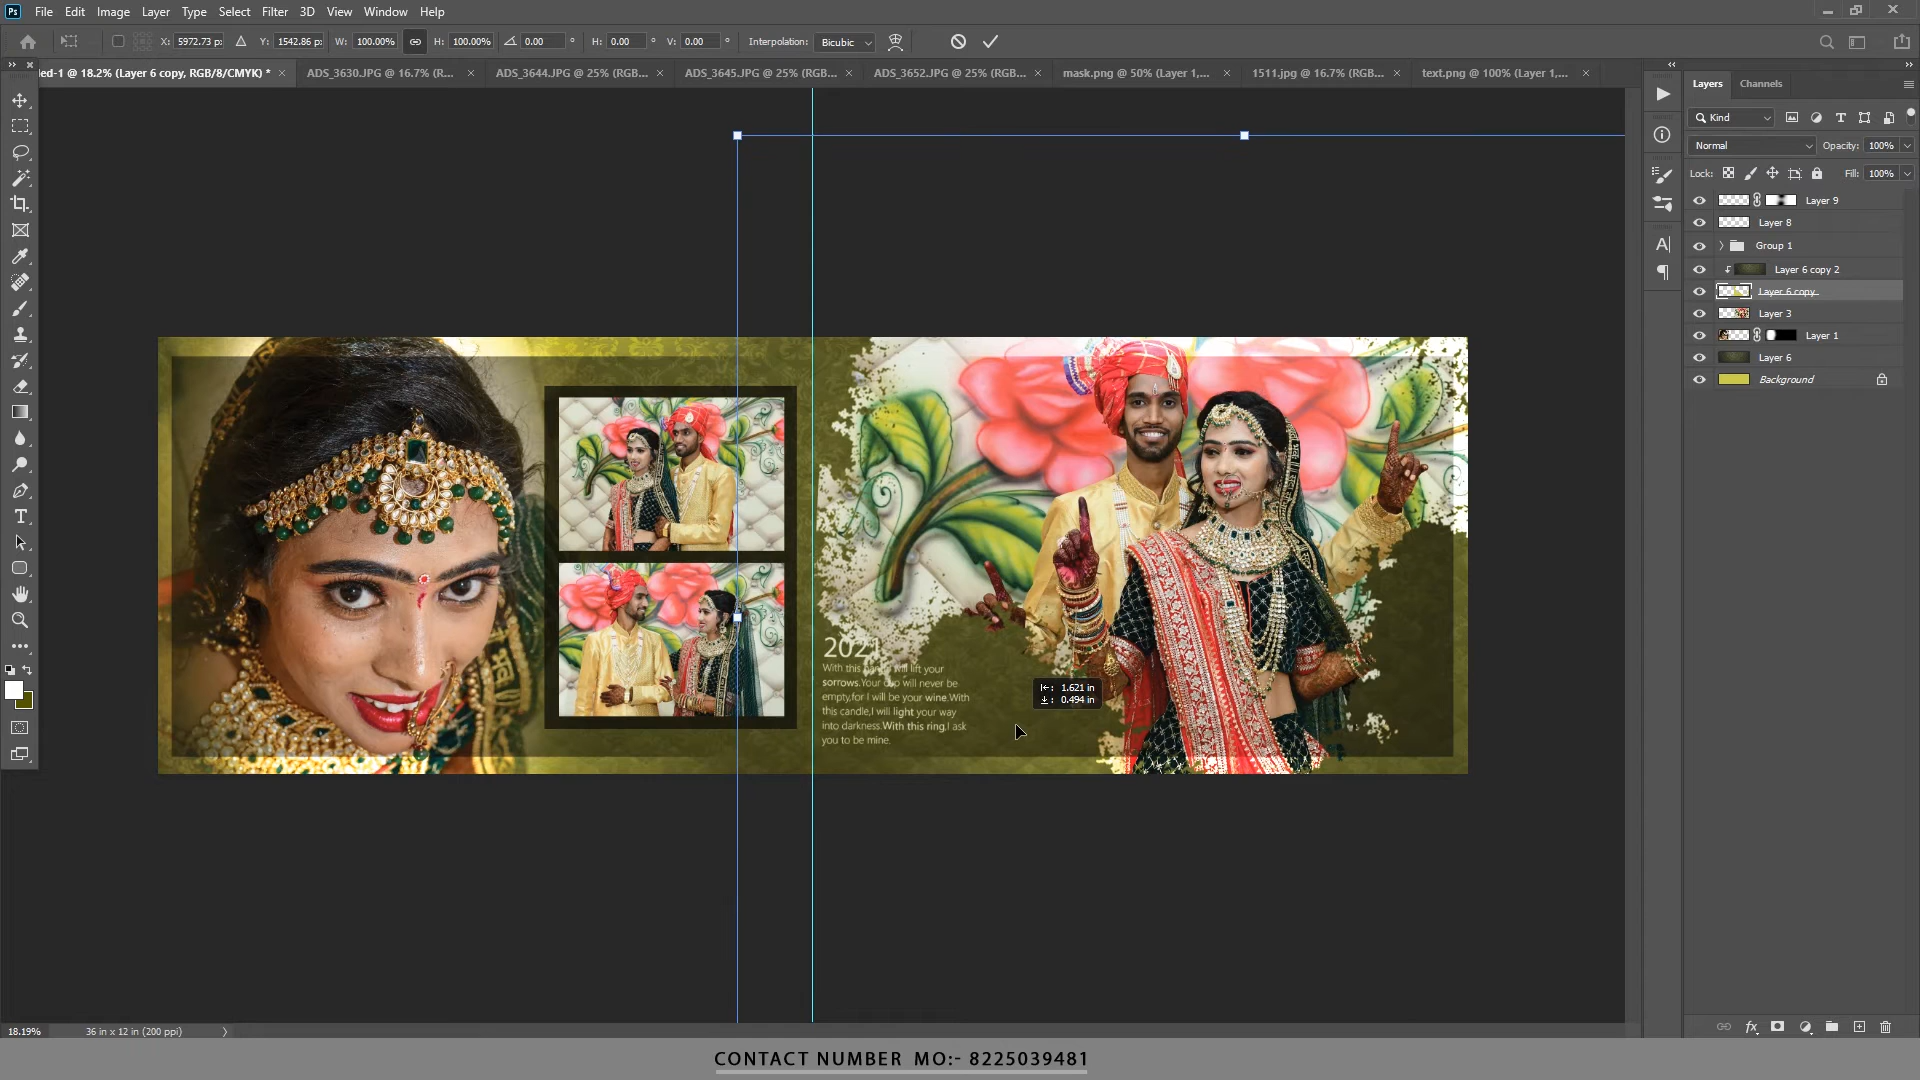 Ps File Edit Image Layer Type Select Filter 3D View Window Help
X: 5972.73 p: Y: 1542.86 p: W: 100.00% H: 100.00% 0.00 ° H: 0.00 ° V: 0.00 ° Interpolation: Bicubic
led-1 @ 18.2% (Layer 6 copy, RGB/8/CMYK) * × ADS_3630.JPG @ 16.7% (R... × ADS_3644.JPG @ 25% (RGB... × ADS_3645.JPG @ 25% (RGB... × ADS_3652.JPG @ 25% (RGB... × mask.png @ 50% (Layer 1,... × 1511.jpg @ 16.7% (RGB... × text.png @ 100% (Layer 1,... ×
Layers Channels
Kind
Normal Opacity: 100%
Lock: Fill: 100%
Layer 9
Layer 8
Group 1
Layer 6 copy 2
Layer 6 copy
Layer 3
Layer 1
Layer 6
Background
2021
With this hand,I will lift your
sorrows.Your cup will never be
empty,for I will be your wine.With
this candle,I will light your way
into darkness.With this ring,I ask
you to be mine.
1.621 in
0.494 in
18.19% 36 in x 12 in (200 ppi)
CONTACT NUMBER MO:- 8225039481